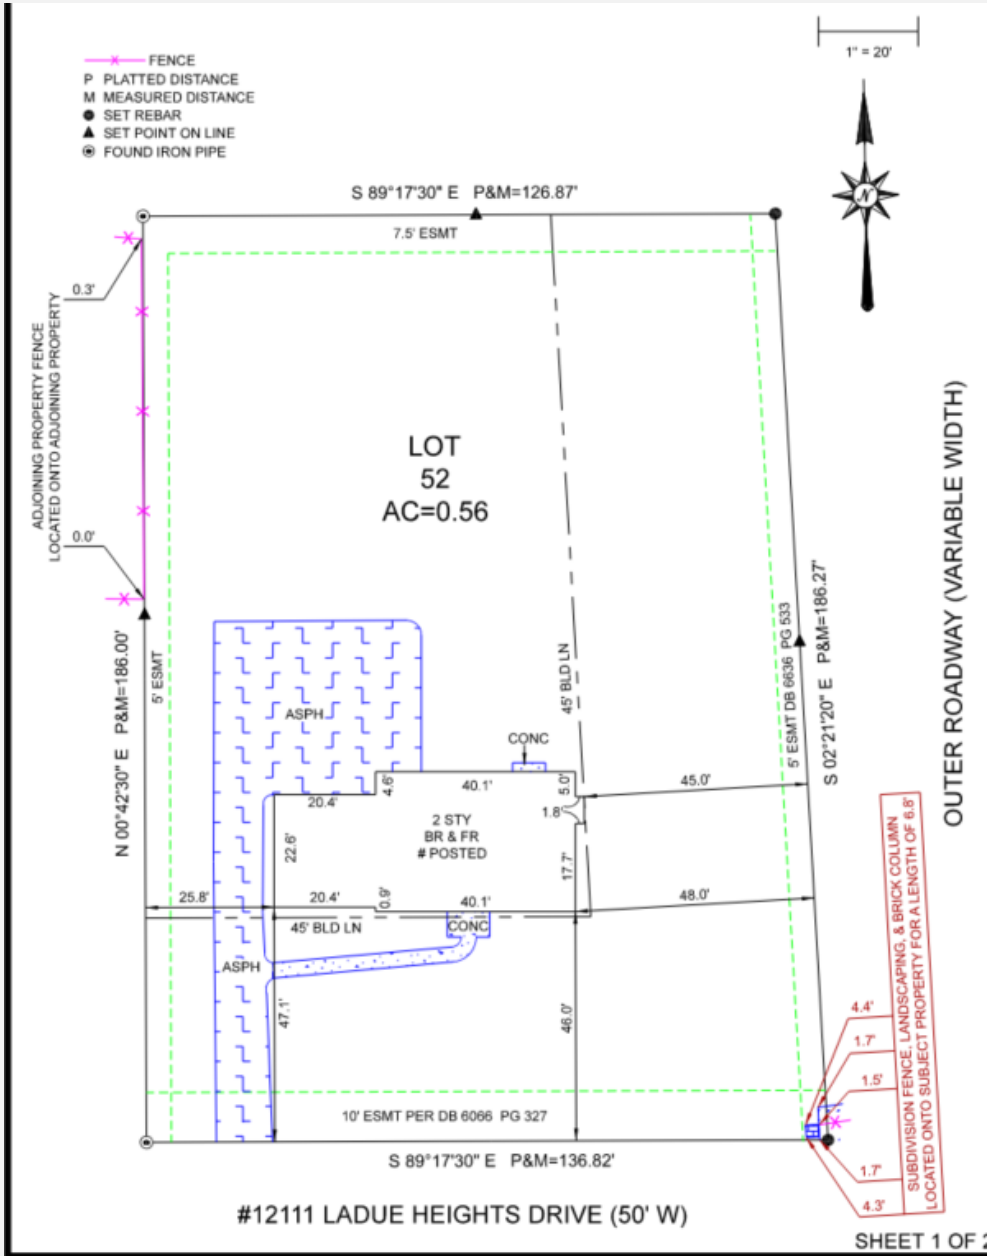 1" = 20'
FENCE
P PLATTED DISTANCE
M MEASURED DISTANCE
SET REBAR
SET POINT ON LINE
FOUND IRON PIPE
N
S 89°17'30" E P&M=126.87'
7.5' ESMT
0.3'
ADJOINING PROPERTY FENCE
LOCATED ONTO ADJOINING PROPERTY
0.0'
LOT
52
AC=0.56
OUTER ROADWAY (VARIABLE WIDTH)
N 00°42'30" E P&M=186.00'
5' ESMT
45' BLD LN
5' ESMT DB 6636 PG 533
S 02°21'20" E P&M=186.27'
ASPH
CONC
20.4'
4.6'
40.1'
5.0'
45.0'
1.8'
2 STY
BR & FR
# POSTED
22.6'
17.7'
25.8'
20.4'
0.9'
40.1'
48.0'
45' BLD LN
CONC
ASPH
47.1'
46.0'
SUBDIVISION FENCE, LANDSCAPING, & BRICK COLUMN
LOCATED ONTO SUBJECT PROPERTY FOR A LENGTH OF 6.8'
4.4'
1.7'
1.5'
1.7'
4.3'
10' ESMT PER DB 6066 PG 327
S 89°17'30" E P&M=136.82'
#12111 LADUE HEIGHTS DRIVE (50' W)
SHEET 1 OF 2